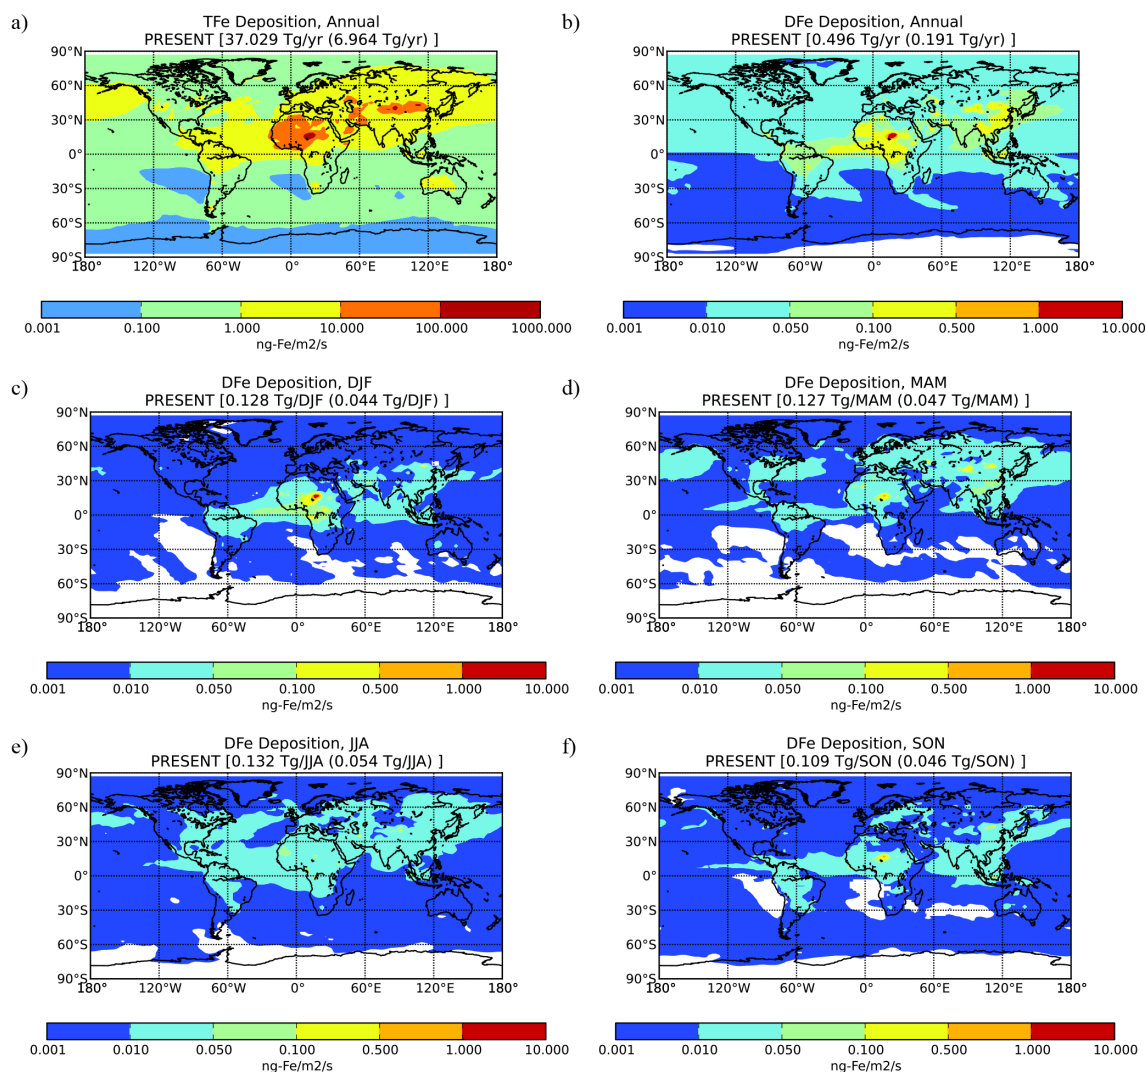 a)
TFe Deposition, Annual
PRESENT [37.029 Tg/yr (6.964 Tg/yr) ]
90°N
60°N
30°N
0°
30°S
60°S
90°S
180° 120°W 60°W 0° 60°E 120°E 180°
0.001 0.100 1.000 10.000 100.000 1000.000
ng-Fe/m2/s
b)
DFe Deposition, Annual
PRESENT [0.496 Tg/yr (0.191 Tg/yr) ]
90°N
60°N
30°N
0°
30°S
60°S
90°S
180° 120°W 60°W 0° 60°E 120°E 180°
0.001 0.010 0.050 0.100 0.500 1.000 10.000
ng-Fe/m2/s
c)
DFe Deposition, DJF
PRESENT [0.128 Tg/DJF (0.044 Tg/DJF) ]
90°N
60°N
30°N
0°
30°S
60°S
90°S
180° 120°W 60°W 0° 60°E 120°E 180°
0.001 0.010 0.050 0.100 0.500 1.000 10.000
ng-Fe/m2/s
d)
DFe Deposition, MAM
PRESENT [0.127 Tg/MAM (0.047 Tg/MAM) ]
90°N
60°N
30°N
0°
30°S
60°S
90°S
180° 120°W 60°W 0° 60°E 120°E 180°
0.001 0.010 0.050 0.100 0.500 1.000 10.000
ng-Fe/m2/s
e)
DFe Deposition, JJA
PRESENT [0.132 Tg/JJA (0.054 Tg/JJA) ]
90°N
60°N
30°N
0°
30°S
60°S
90°S
180° 120°W 60°W 0° 60°E 120°E 180°
0.001 0.010 0.050 0.100 0.500 1.000 10.000
ng-Fe/m2/s
f)
DFe Deposition, SON
PRESENT [0.109 Tg/SON (0.046 Tg/SON) ]
90°N
60°N
30°N
0°
30°S
60°S
90°S
180° 120°W 60°W 0° 60°E 120°E 180°
0.001 0.010 0.050 0.100 0.500 1.000 10.000
ng-Fe/m2/s